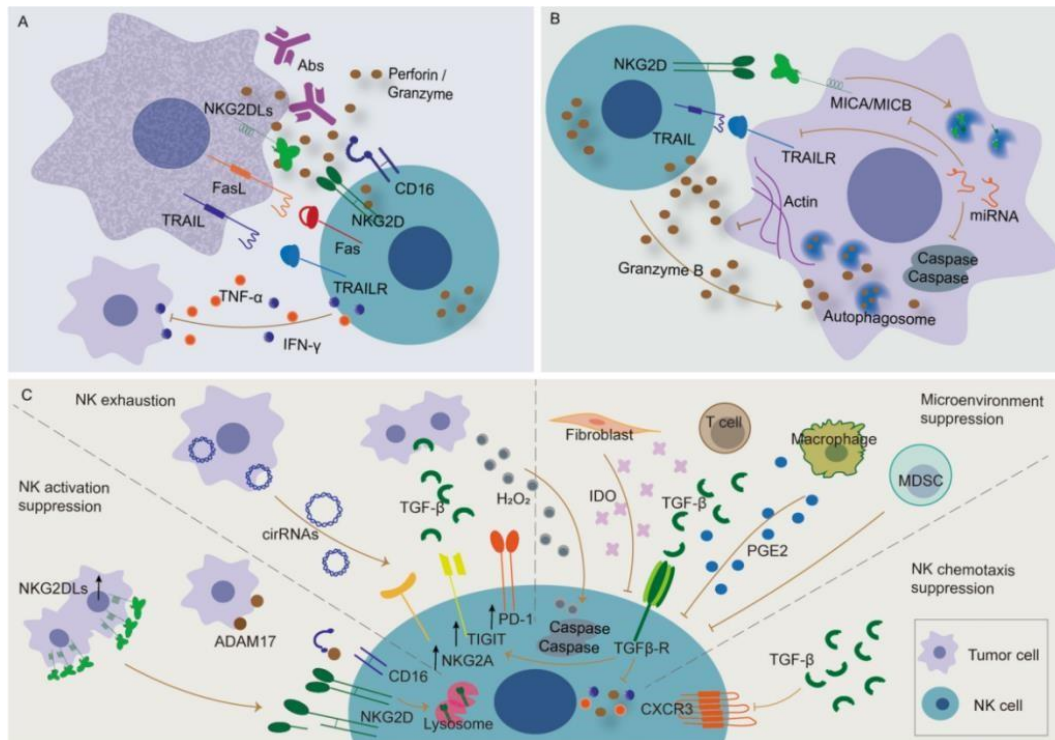 A
Abs
Perforin /
Granzyme
NKG2DLs
CD16
FasL
NKG2D
TRAIL
Fas
TRAILR
TNF-α
IFN-γ
B
NKG2D
MICA/MICB
TRAIL
TRAILR
Actin
miRNA
Granzyme B
Caspase
Caspase
Autophagosome
C
NK exhaustion
Microenvironment
suppression
Fibroblast
T cell
Macrophage
MDSC
NK activation
suppression
cirRNAs
TGF-β
H₂O₂
IDO
TGF-β
PGE2
NK chemotaxis
suppression
NKG2DLs
ADAM17
PD-1
TIGIT
NKG2A
Caspase
Caspase
TGFβ-R
TGF-β
CD16
NKG2D
Lysosome
CXCR3
Tumor cell
NK cell